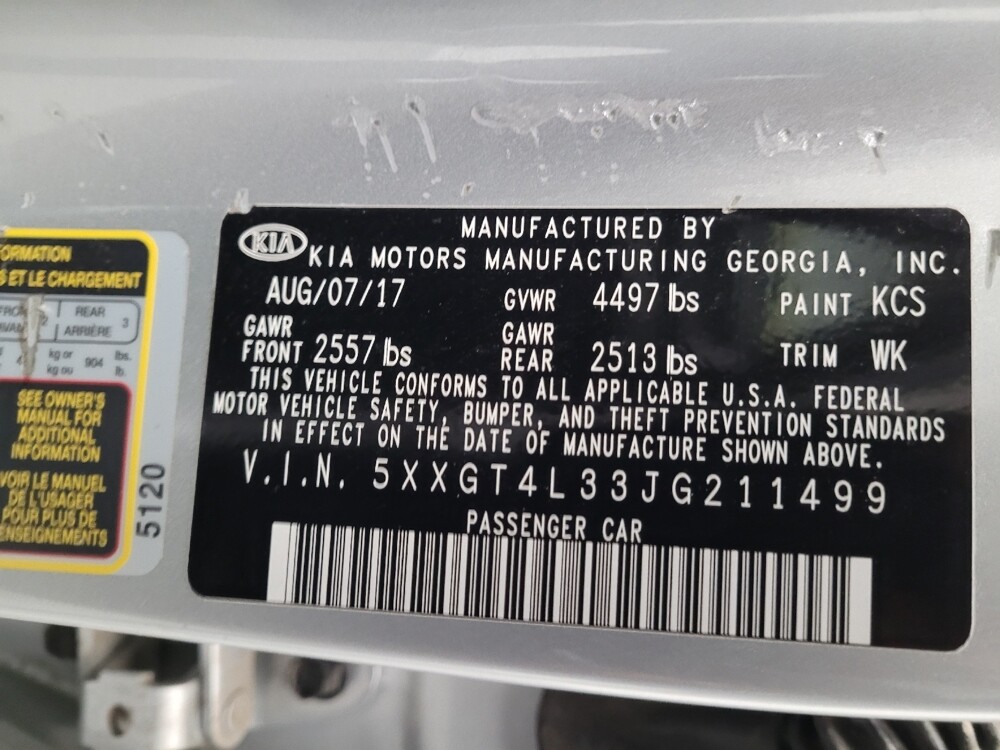 KIA
MANUFACTURED BY
KIA MOTORS MANUFACTURING GEORGIA, INC.
AUG/07/17 GVWR 4497 lbs PAINT KCS
GAWR FRONT 2557 lbs GAWR REAR 2513 lbs TRIM WK
THIS VEHICLE CONFORMS TO ALL APPLICABLE U.S.A. FEDERAL
MOTOR VEHICLE SAFETY, BUMPER, AND THEFT PREVENTION STANDARDS
IN EFFECT ON THE DATE OF MANUFACTURE SHOWN ABOVE.
V.I.N. 5XXGT4L33JG211499
PASSENGER CAR
ORMATION
S ET LE CHARGEMENT
REAR 3
ARRIÈRE
kg or 904 lbs.
kg ou lb.
SEE OWNER'S
MANUAL FOR
ADDITIONAL
INFORMATION
VOIR LE MANUEL
DE L'USAGER
POUR PLUS DE
ENSEIGNEMENTS
5120